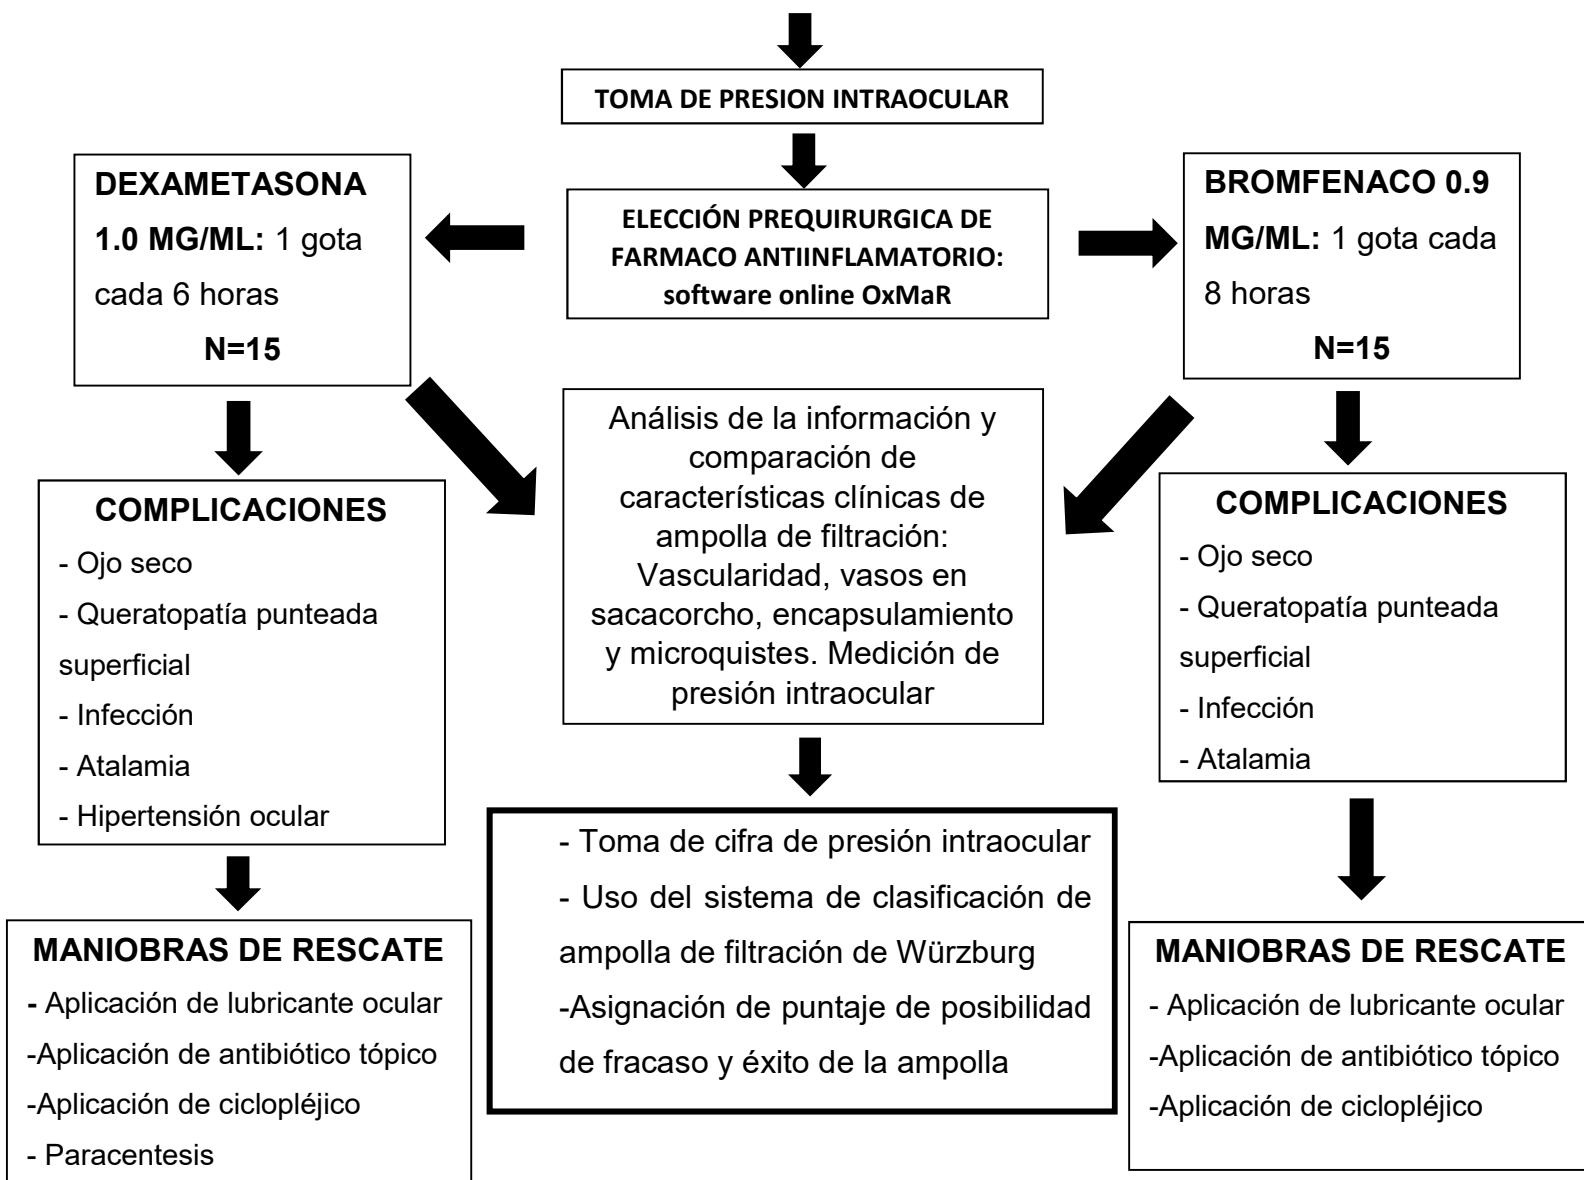 TOMA DE PRESION INTRAOCULAR
DEXAMETASONA
1.0 MG/ML: 1 gota
cada 6 horas
N=15
ELECCIÓN PREQUIRURGICA DE
FARMACO ANTIINFLAMATORIO:
software online OxMaR
BROMFENACO 0.9
MG/ML: 1 gota cada
8 horas
N=15
Análisis de la información y
comparación de
características clínicas de
ampolla de filtración:
Vascularidad, vasos en
sacacorcho, encapsulamiento
y microquistes. Medición de
presión intraocular
COMPLICACIONES
- Ojo seco
- Queratopatía punteada
superficial
- Infección
- Atalamia
- Hipertensión ocular
COMPLICACIONES
- Ojo seco
- Queratopatía punteada
superficial
- Infección
- Atalamia
- Toma de cifra de presión intraocular
- Uso del sistema de clasificación de
ampolla de filtración de Würzburg
-Asignación de puntaje de posibilidad
de fracaso y éxito de la ampolla
MANIOBRAS DE RESCATE
- Aplicación de lubricante ocular
-Aplicación de antibiótico tópico
-Aplicación de ciclopléjico
- Paracentesis
MANIOBRAS DE RESCATE
- Aplicación de lubricante ocular
-Aplicación de antibiótico tópico
-Aplicación de ciclopléjico